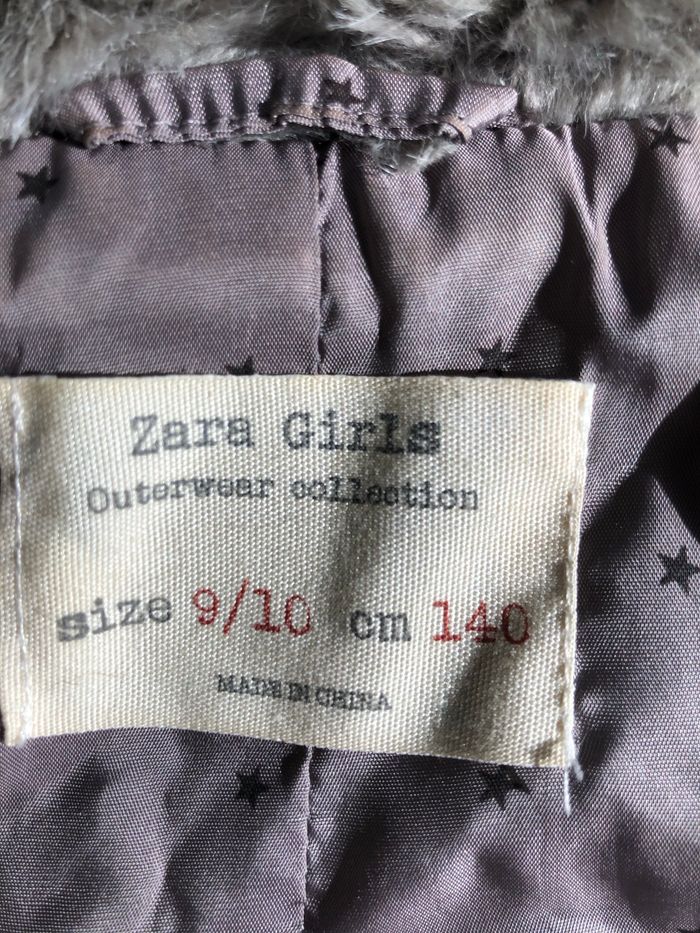 Zara Girls
Outerwear collection
size 9/10 cm 140
MADE IN CHINA